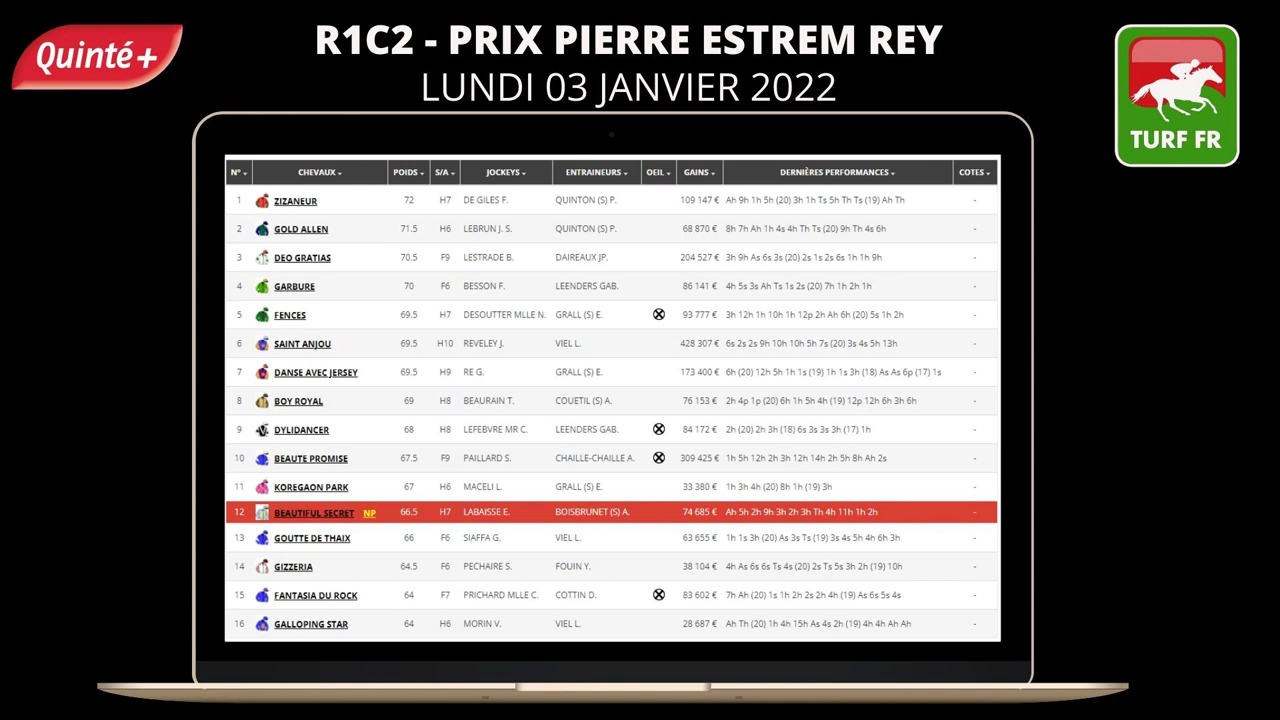 Quinté+
R1C2 - PRIX PIERRE ESTREM REY
LUNDI 03 JANVIER 2022
TURF FR
N° CHEVAUX POIDS S/A JOCKEYS ENTRAINEURS OEIL GAINS DERNIÈRES PERFORMANCES COTES
1 ZIZANEUR 72 H7 DE GILES F. QUINTON (S) P. 109 147 € Ah 9h 1h 5h (20) 3h 1h Ts 5h Th Ts (19) Ah Th -
2 GOLD ALLEN 71.5 H6 LEBRUN J. S. QUINTON (S) P. 68 870 € 8h 7h Ah 1h 4s 4h Th Ts (20) 9h Th 4s 6h -
3 DEO GRATIAS 70.5 F9 LESTRADE B. DAIREAUX JP. 204 527 € 3h 9h As 6s 3s (20) 2s 1s 2s 6s 1h 1h 9h -
4 GARBURE 70 F6 BESSON F. LEENDERS GAB. 86 141 € 4h 5s 3s Ah Ts 1s 2s (20) 7h 1h 2h 1h -
5 FENCES 69.5 H7 DESOUTTER MLLE N. GRALL (S) E. 93 777 € 3h 12h 1h 10h 1h 12p 2h Ah 6h (20) 5s 1h 2h -
6 SAINT ANJOU 69.5 H10 REVELEY J. VIEL L. 428 307 € 6s 2s 2s 9h 10h 10h 5h 7s (20) 3s 4s 5h 13h -
7 DANSE AVEC JERSEY 69.5 H9 RE G. GRALL (S) E. 173 400 € 6h (20) 12h 5h 1h 1s (19) 1h 1s 3h (18) As As 6p (17) 1s -
8 BOY ROYAL 69 H8 BEAURAIN T. COUETIL (S) A. 76 153 € 2h 4p 1p (20) 6h 1h 5h 4h (19) 12p 12h 6h 3h 6h -
9 DYLIDANCER 68 H8 LEFEBVRE MR C. LEENDERS GAB. 84 172 € 2h (20) 2h 3h (18) 6s 3s 3s 3h (17) 1h -
10 BEAUTE PROMISE 67.5 F9 PAILLARD S. CHAILLE-CHAILLE A. 309 425 € 1h 5h 12h 2h 3h 12h 14h 2h 5h 8h Ah 2s -
11 KOREGAON PARK 67 H6 MACELI L. GRALL (S) E. 33 380 € 1h 3h 4h (20) 8h 1h (19) 3h -
12 BEAUTIFUL SECRET NP 66.5 H7 LABAISSE E. BOISBRUNET (S) A. 74 685 € Ah 5h 2h 9h 3h 2h 3h Th 4h 11h 1h 2h -
13 GOUTTE DE THAIX 66 F6 SIAFFA G. VIEL L. 63 655 € 1h 1s 3h (20) As 3s Ts (19) 3s 4s 5h 4h 6h 3h -
14 GIZZERIA 64.5 F6 PECHAIRE S. FOUIN Y. 38 104 € 4h As 6s 6s Ts 4s (20) 2s Ts 5s 3h 2h (19) 10h -
15 FANTASIA DU ROCK 64 F7 PRICHARD MLLE C. COTTIN D. 83 602 € 7h Ah (20) 1s 1h 2h 2s 2h 4h (19) As 6s 5s 4s -
16 GALLOPING STAR 64 H6 MORIN V. VIEL L. 28 687 € Ah Th (20) 1h 4h 15h As 4s 2h (19) 4h 4h Ah Ah -